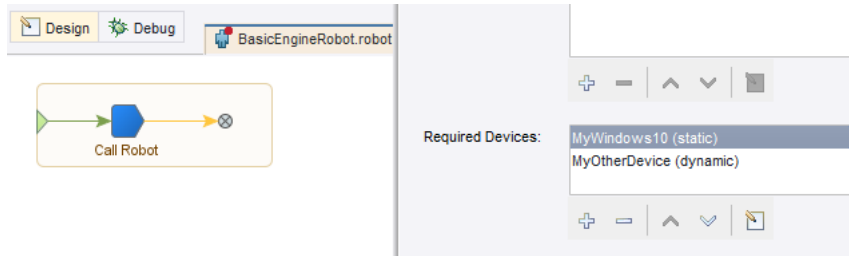 Design
Debug
BasicEngineRobot.robot
Call Robot
Required Devices:
MyWindows10 (static)
MyOtherDevice (dynamic)